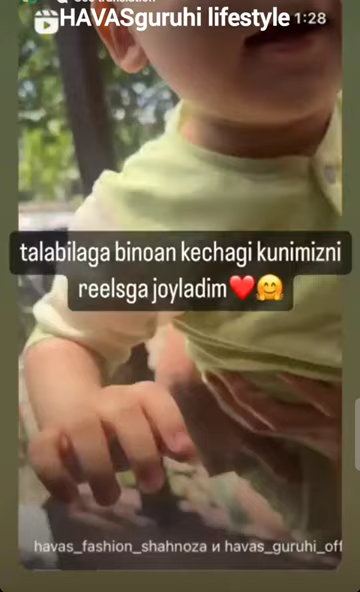 HAVASguruhi lifestyle 1:28
talabilaga binoan kechagi kunimizni
reelsga joyladim❤️🤗
havas_fashion_shahnoza и havas_guruhi_off